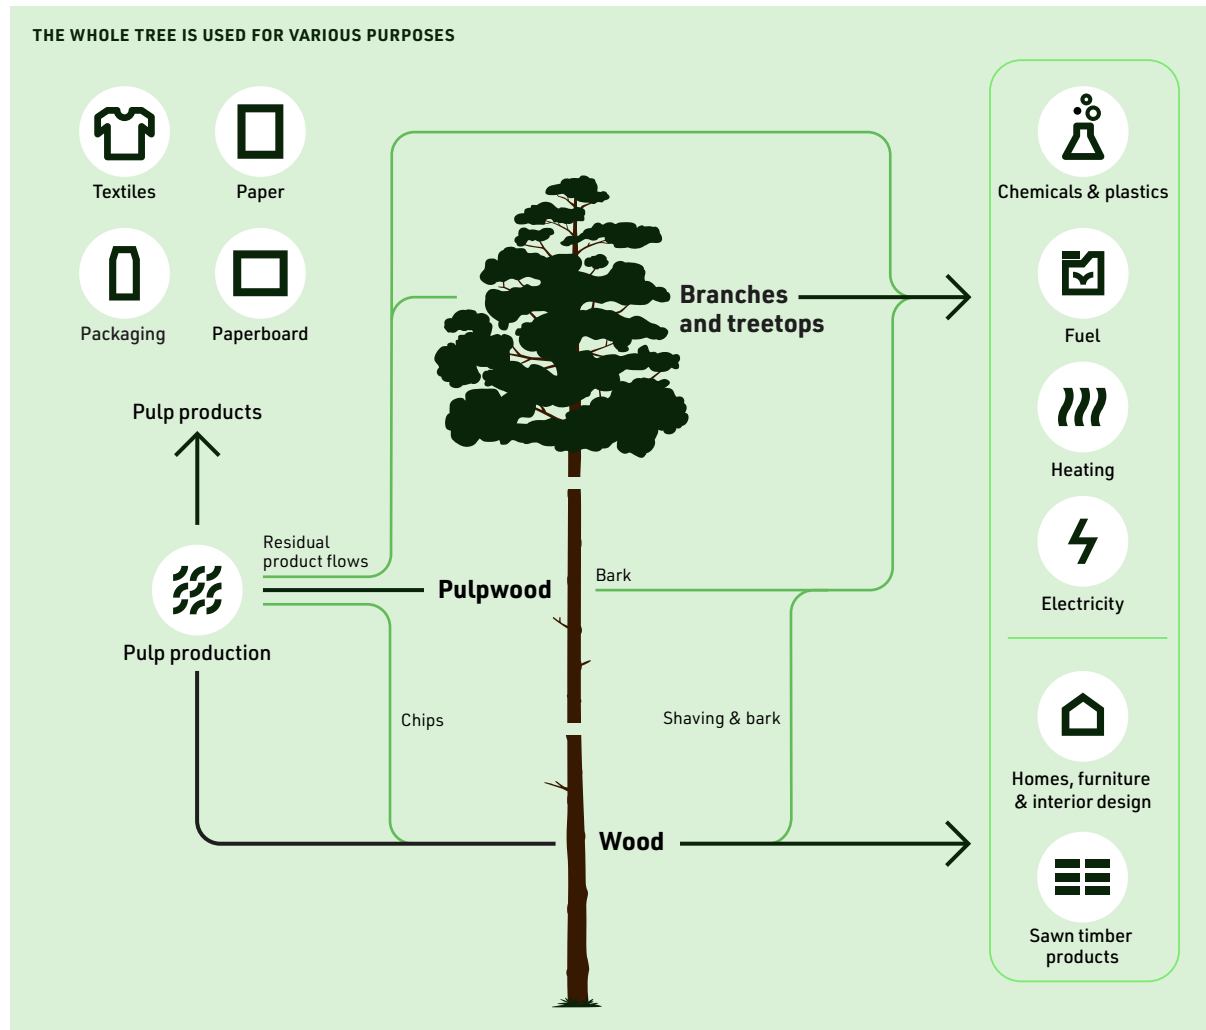 THE WHOLE TREE IS USED FOR VARIOUS PURPOSES
Textiles
Paper
Packaging
Paperboard
Pulp products
Residual
product flows
Pulp production
Chips
Branches
and treetops
Pulpwood
Bark
Shaving & bark
Wood
Chemicals & plastics
Fuel
Heating
Electricity
Homes, furniture
& interior design
Sawn timber
products